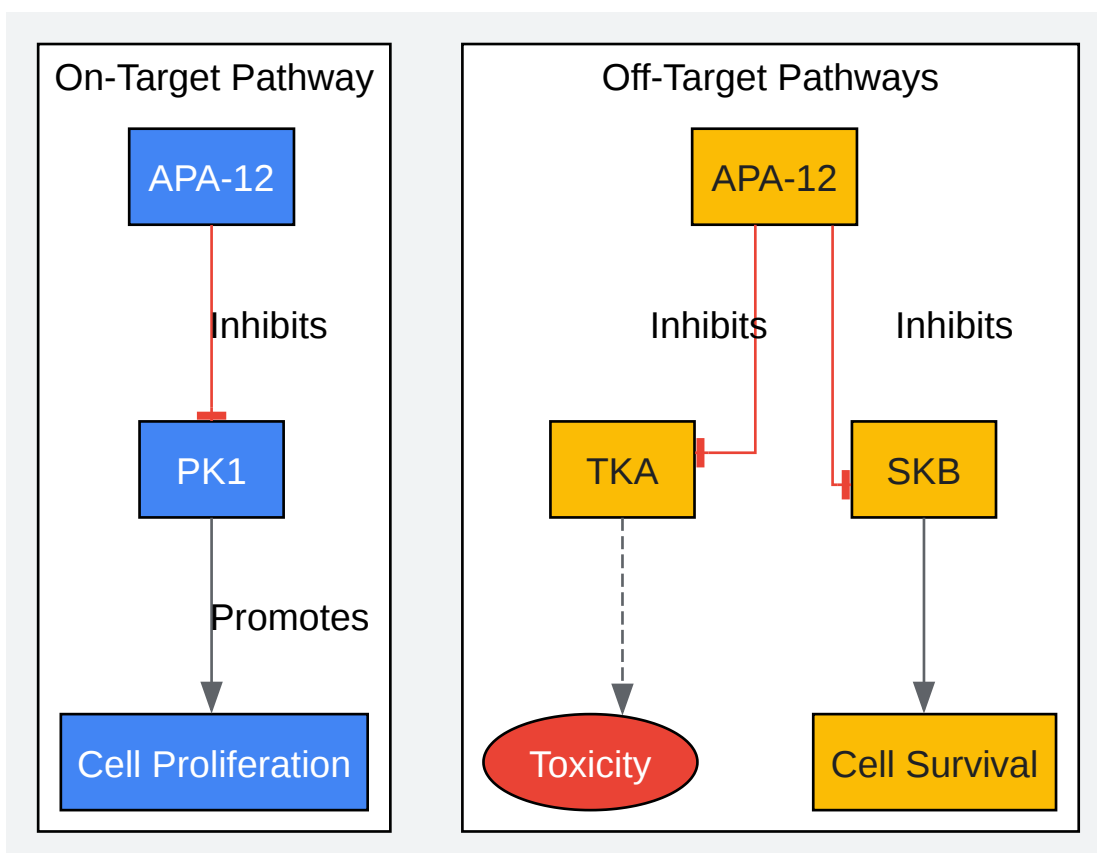 On-Target Pathway
APA-12
Inhibits
PK1
Promotes
Cell Proliferation
Off-Target Pathways
APA-12
Inhibits
Inhibits
TKA
SKB
Toxicity
Cell Survival